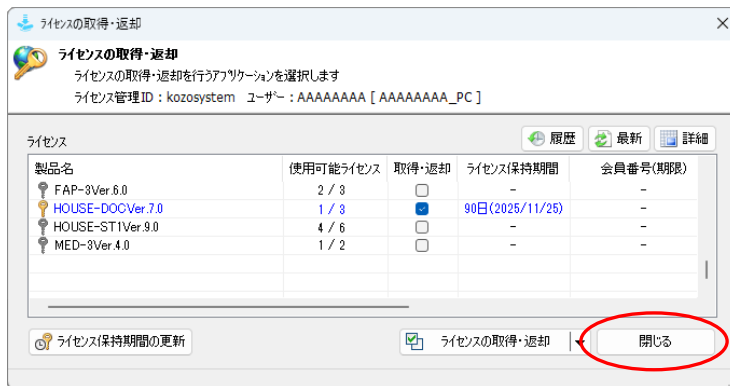 ライセンスの取得・返却
ライセンスの取得・返却
ライセンスの取得・返却を行うアプリケーションを選択します
ライセンス管理ID：kozosystem ユーザー：AAAAAAAA [ AAAAAAAA_PC ]
ライセンス 履歴 最新 詳細
製品名 使用可能ライセンス 取得・返却 ライセンス保持期間 会員番号(期限)
FAP-3Ver.6.0 2 / 3 - -
HOUSE-DOCVer.7.0 1 / 3 90日(2025/11/25) -
HOUSE-ST1Ver.9.0 4 / 6 - -
MED-3Ver.4.0 1 / 2 - -
ライセンス保持期間の更新 ライセンスの取得・返却 閉じる